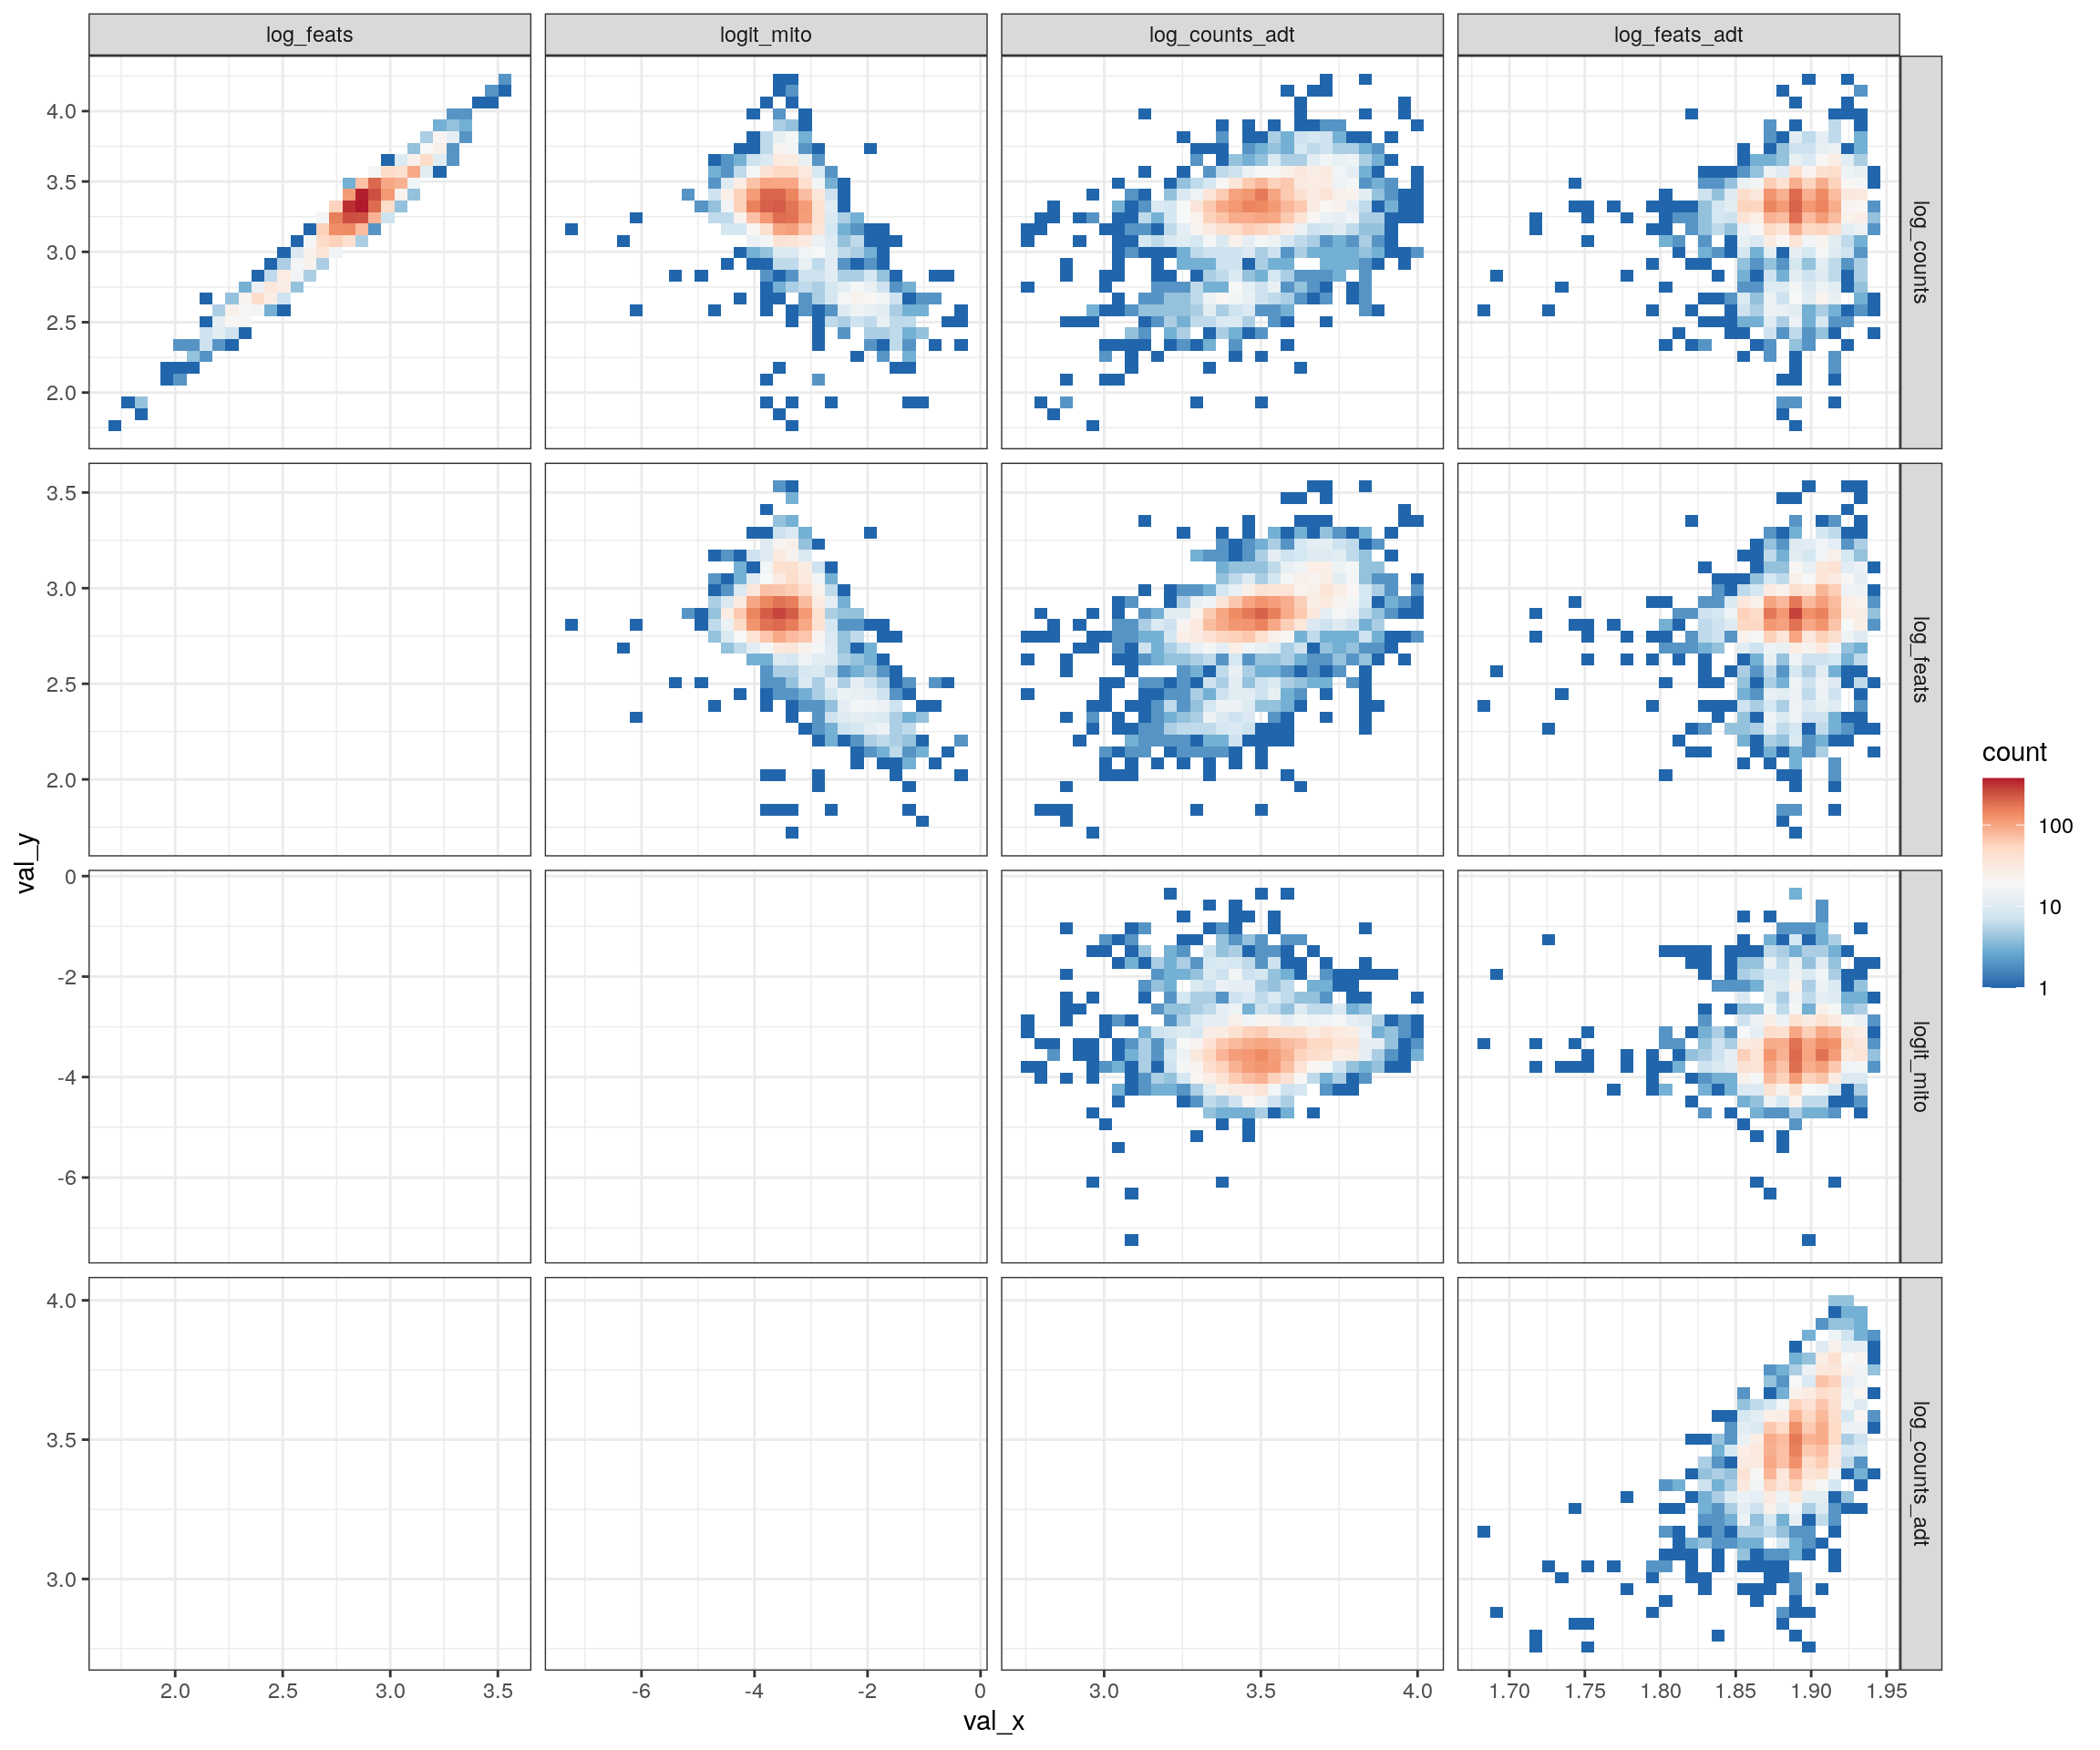 log_feats
logit_mito
log_counts_adt
log_feats_adt
4.0
3.5
3.0
2.5
2.0
log_counts
3.5
3.0
2.5
2.0
log_feats
0
-2
-4
-6
logit_mito
4.0
3.5
3.0
log_counts_adt
val_y
2.0 2.5 3.0 3.5
-6 -4 -2 0
3.0 3.5 4.0
1.70 1.75 1.80 1.85 1.90 1.95
val_x
count
100
10
1